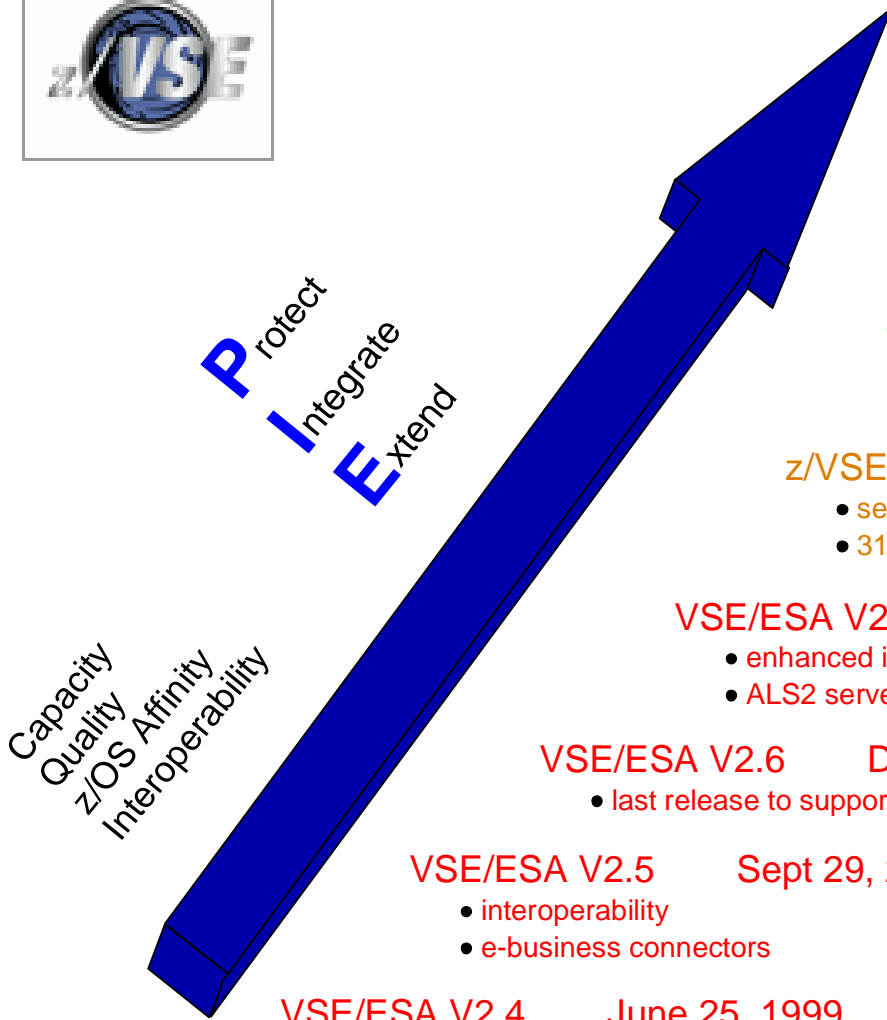 z/VSE
Protect
Integrate
Extend
z/VSE
• se
• 31
Capacity
Quality
z/OS Affinity
Interoperability
VSE/ESA V2
• enhanced i
• ALS2 serve
VSE/ESA V2.6 D
• last release to suppor
VSE/ESA V2.5 Sept 29,
• interoperability
• e-business connectors
VSE/ESA V2.4 June 25, 1999